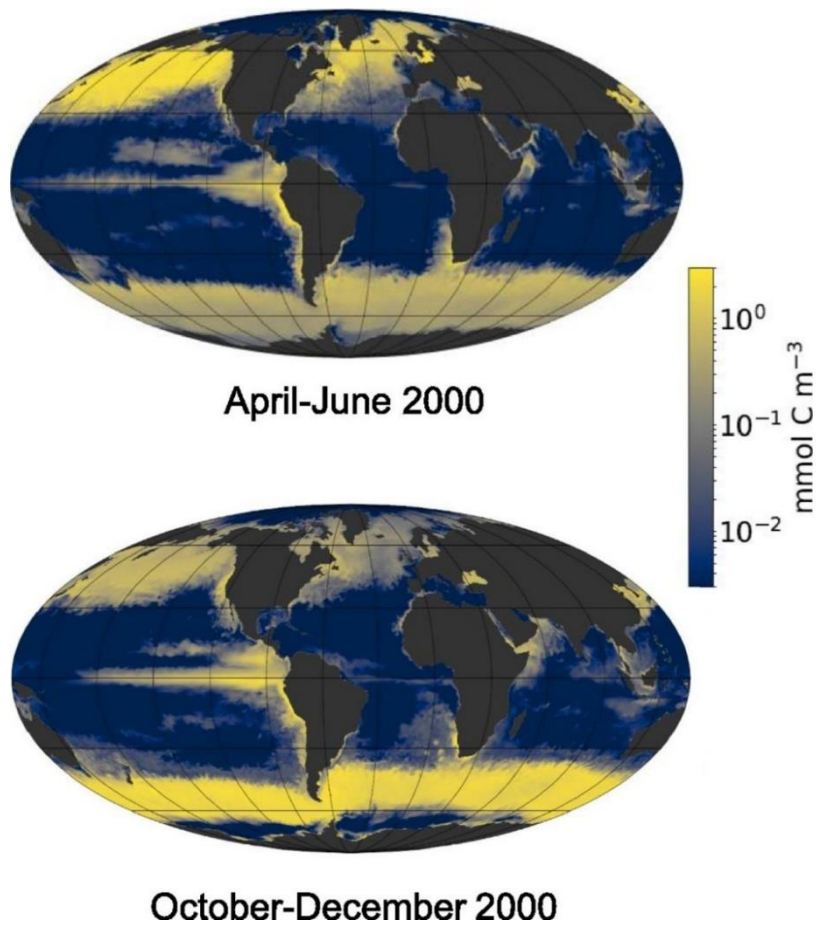 April-June 2000
10⁰
10⁻¹
10⁻²
mmol C m⁻³
October-December 2000